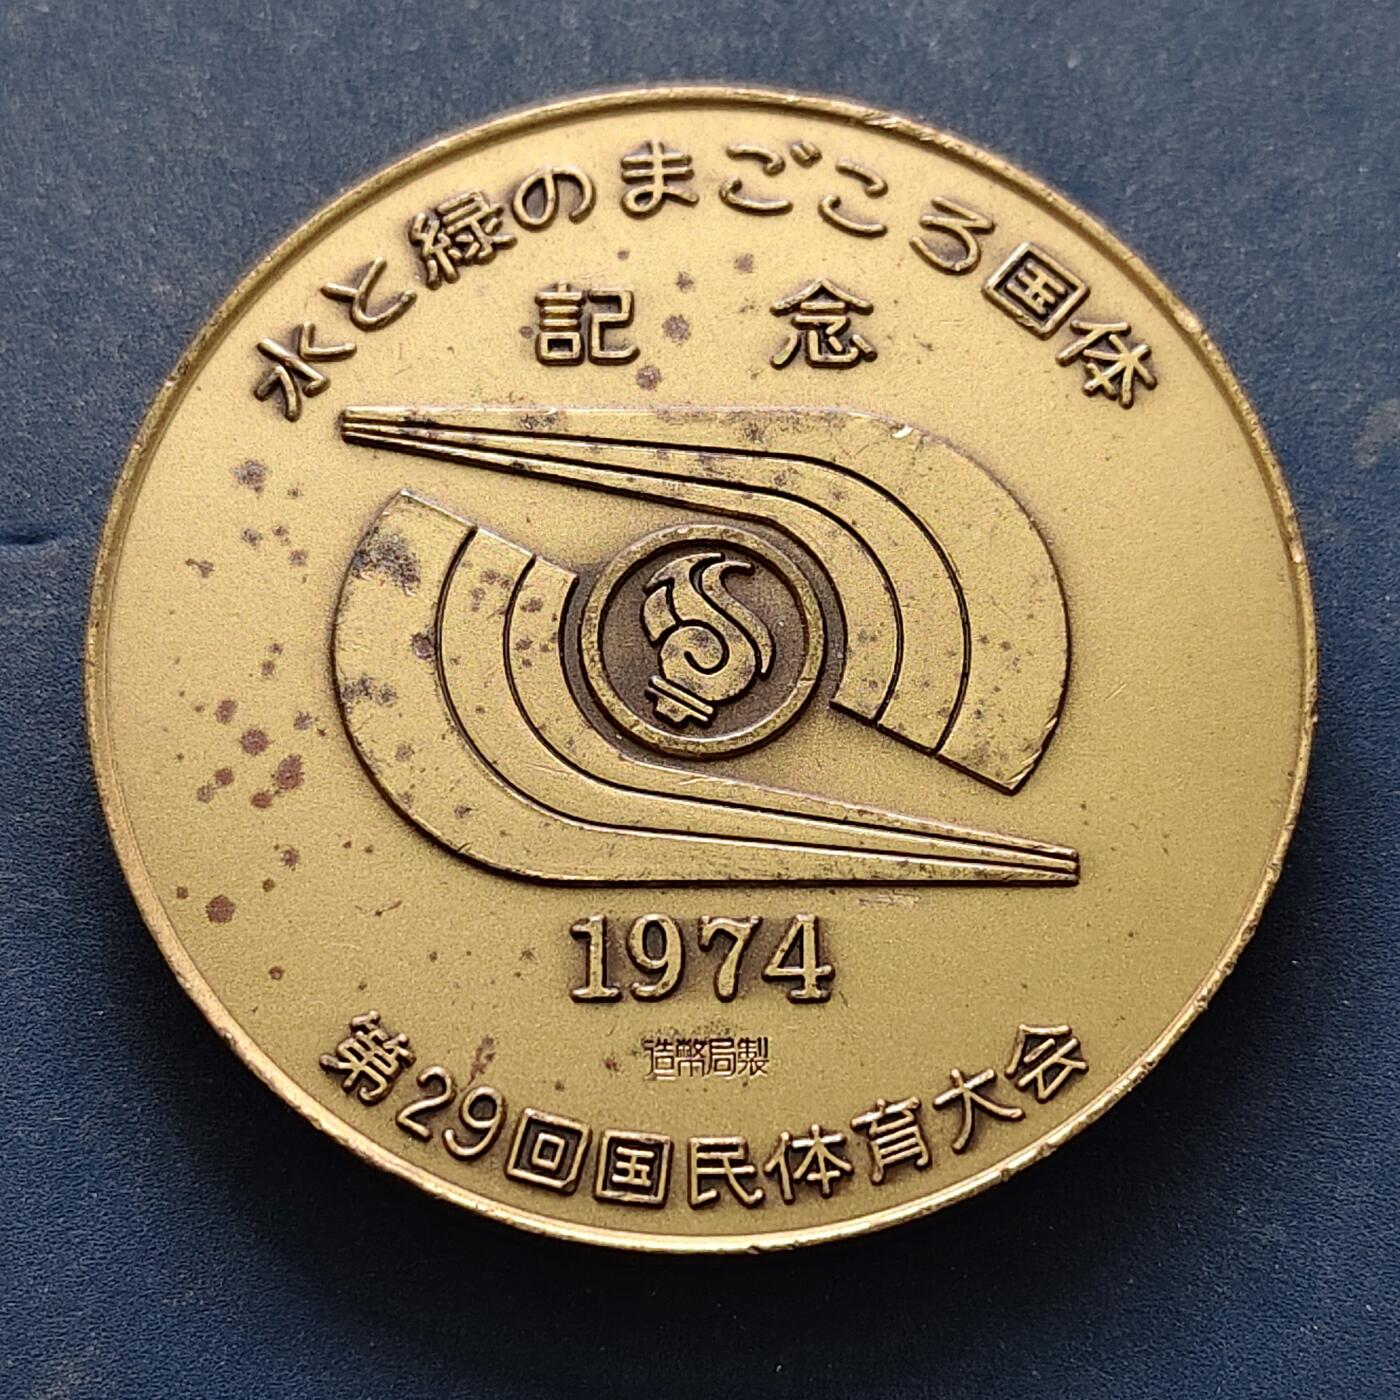 水と緑のまごころ国体
記念
1974
造幣局製
第29回国民体育大会